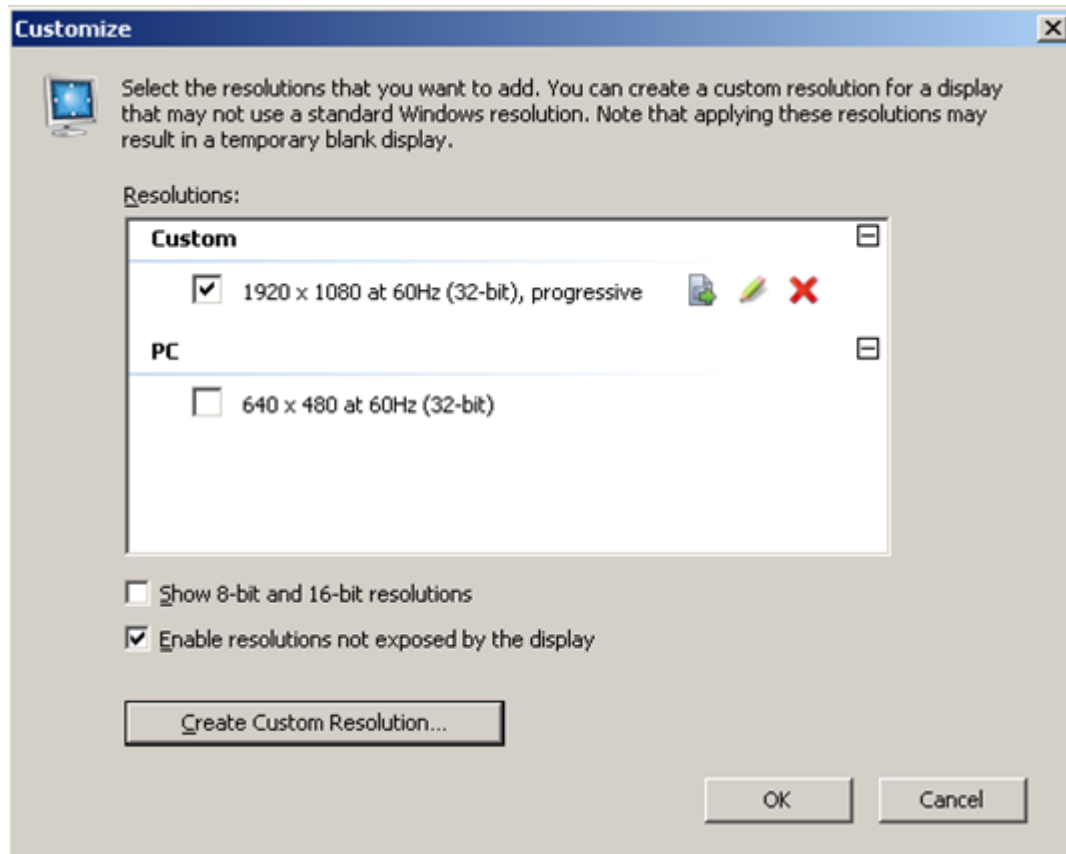 Customize
Select the resolutions that you want to add. You can create a custom resolution for a display
that may not use a standard Windows resolution. Note that applying these resolutions may
result in a temporary blank display.
Resolutions:
Custom
1920 x 1080 at 60Hz (32-bit), progressive
PC
640 x 480 at 60Hz (32-bit)
Show 8-bit and 16-bit resolutions
Enable resolutions not exposed by the display
Create Custom Resolution...
OK Cancel